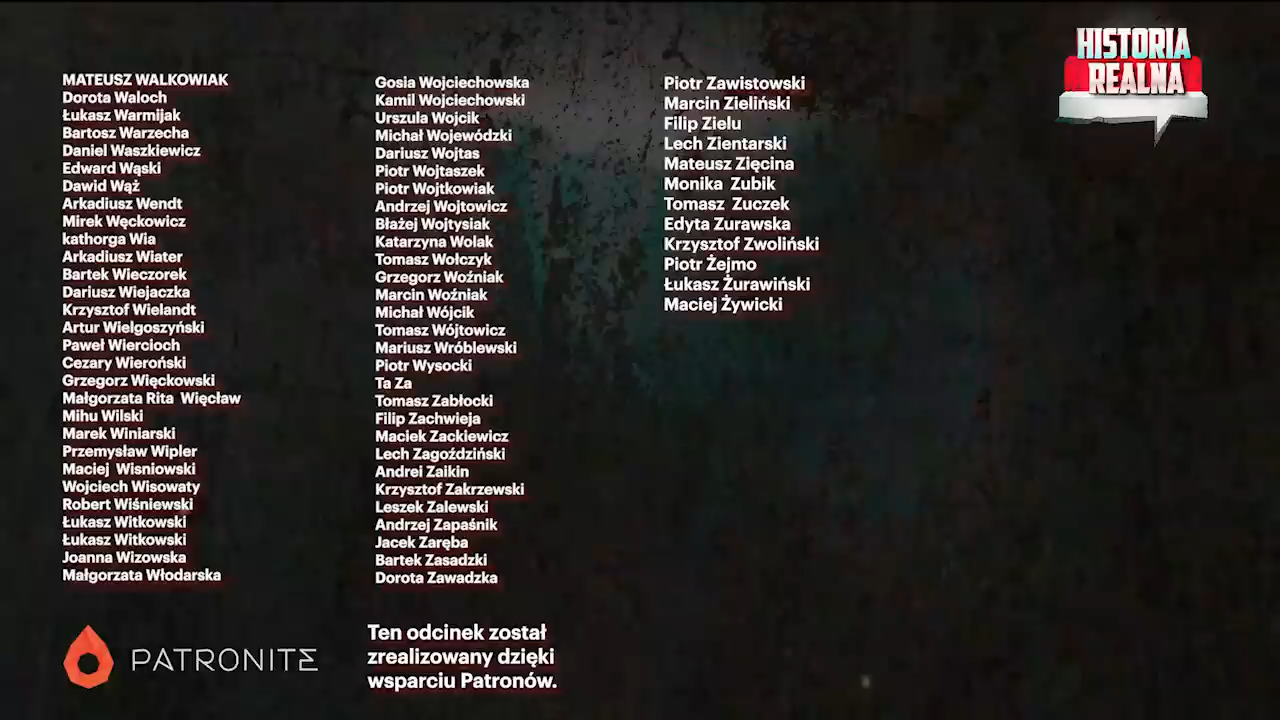 MATEUSZ WALKOWIAK
Dorota Waloch
Łukasz Warmijak
Bartosz Warzecha
Daniel Waszkiewicz
Edward Wąski
Dawid Wąż
Arkadiusz Wendt
Mirek Węckowicz
kathorga Wia
Arkadiusz Wiater
Bartek Wieczorek
Dariusz Wiejaczka
Krzysztof Wielandt
Artur Wielgoszyński
Paweł Wiercioch
Cezary Wieroński
Grzegorz Więckowski
Małgorzata Rita Więcław
Mihu Wilski
Marek Winiarski
Przemysław Wipler
Maciej Wisniowski
Wojciech Wisowaty
Robert Wiśniewski
Łukasz Witkowski
Łukasz Witkowski
Joanna Wizowska
Małgorzata Włodarska
Gosia Wojciechowska
Kamil Wojciechowski
Urszula Wojcik
Michał Wojewódzki
Dariusz Wojtas
Piotr Wojtaszek
Piotr Wojtkowiak
Andrzej Wojtowicz
Błażej Wojtysiak
Katarzyna Wolak
Tomasz Wołczyk
Grzegorz Woźniak
Marcin Woźniak
Michał Wójcik
Tomasz Wójtowicz
Mariusz Wróblewski
Piotr Wysocki
Ta Za
Tomasz Zabłocki
Filip Zachwieja
Maciek Zackiewicz
Lech Zagoździński
Andrei Zaikin
Krzysztof Zakrzewski
Leszek Zalewski
Andrzej Zapaśnik
Jacek Zaręba
Bartek Zasadzki
Dorota Zawadzka
Piotr Zawistowski
Marcin Zieliński
Filip Zielu
Lech Zientarski
Mateusz Zięcina
Monika Zubik
Tomasz Zuczek
Edyta Zurawska
Krzysztof Zwoliński
Piotr Żejmo
Łukasz Żurawiński
Maciej Żywicki
HISTORIA
REALNA
PATRONITE
Ten odcinek został
zrealizowany dzięki
wsparciu Patronów.